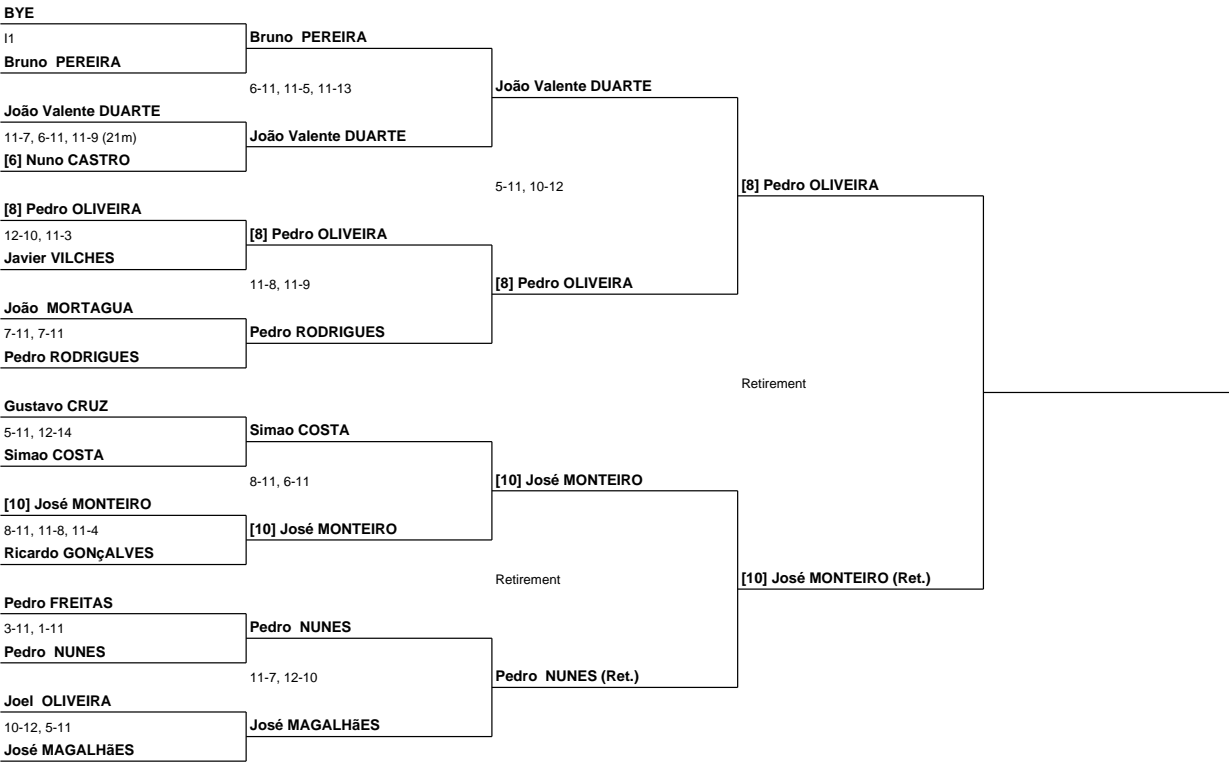 BYE
I1
Bruno PEREIRA
Bruno PEREIRA
6-11, 11-5, 11-13
João Valente DUARTE
João Valente DUARTE
11-7, 6-11, 11-9 (21m)
João Valente DUARTE
[6] Nuno CASTRO
5-11, 10-12
[8] Pedro OLIVEIRA
[8] Pedro OLIVEIRA
12-10, 11-3
[8] Pedro OLIVEIRA
Javier VILCHES
11-8, 11-9
[8] Pedro OLIVEIRA
João MORTAGUA
7-11, 7-11
Pedro RODRIGUES
Pedro RODRIGUES
Retirement
Gustavo CRUZ
5-11, 12-14
Simao COSTA
Simao COSTA
8-11, 6-11
[10] José MONTEIRO
[10] José MONTEIRO
8-11, 11-8, 11-4
[10] José MONTEIRO
Ricardo GONçALVES
Retirement
[10] José MONTEIRO (Ret.)
Pedro FREITAS
3-11, 1-11
Pedro NUNES
Pedro NUNES
11-7, 12-10
Pedro NUNES (Ret.)
Joel OLIVEIRA
10-12, 5-11
José MAGALHãES
José MAGALHãES